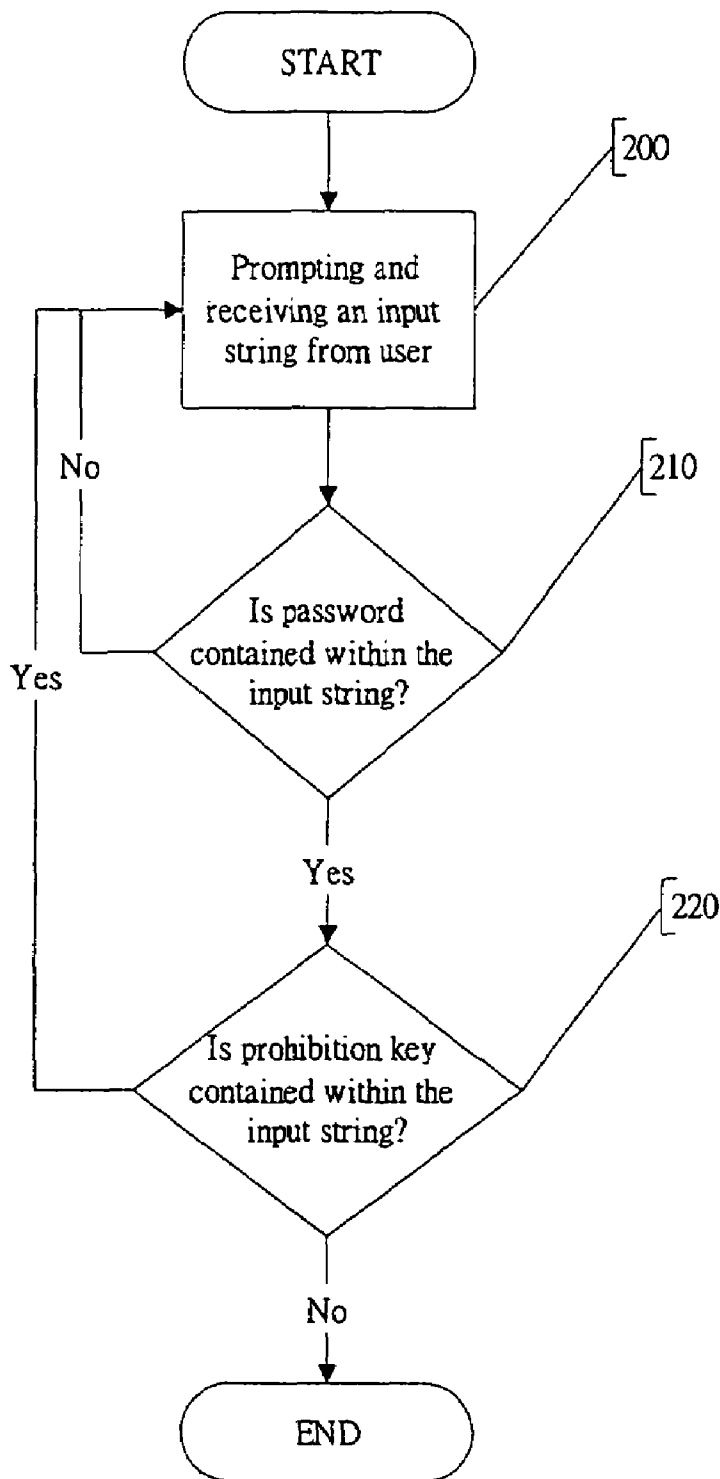 START
200
Prompting and
receiving an input
string from user
No
210
Is password
contained within the
input string?
Yes
Yes
220
Is prohibition key
contained within the
input string?
No
END